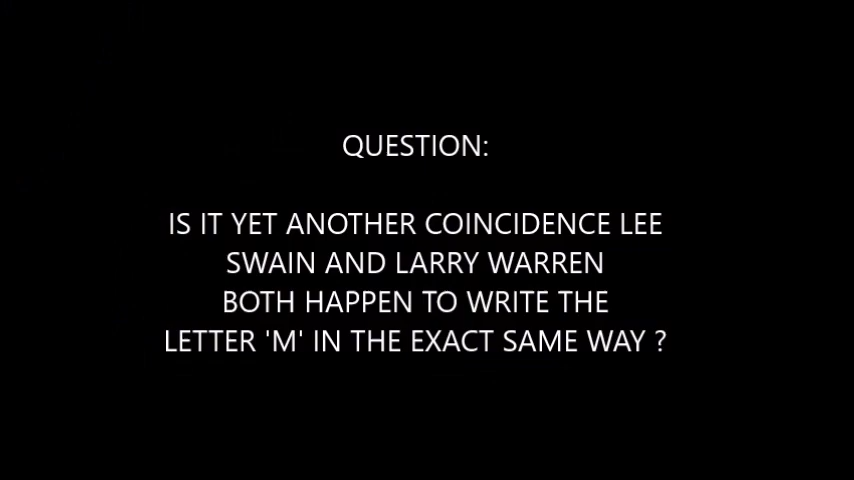 QUESTION:
IS IT YET ANOTHER COINCIDENCE LEE
SWAIN AND LARRY WARREN
BOTH HAPPEN TO WRITE THE
LETTER 'M' IN THE EXACT SAME WAY ?